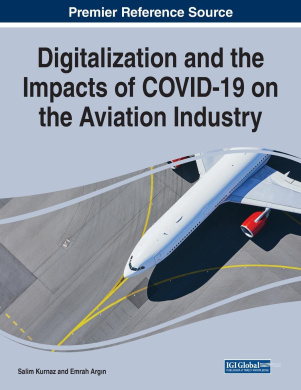 Premier Reference Source
Digitalization and the
Impacts of COVID-19 on
the Aviation Industry
Salim Kurnaz and Emrah Argın
IGI Global